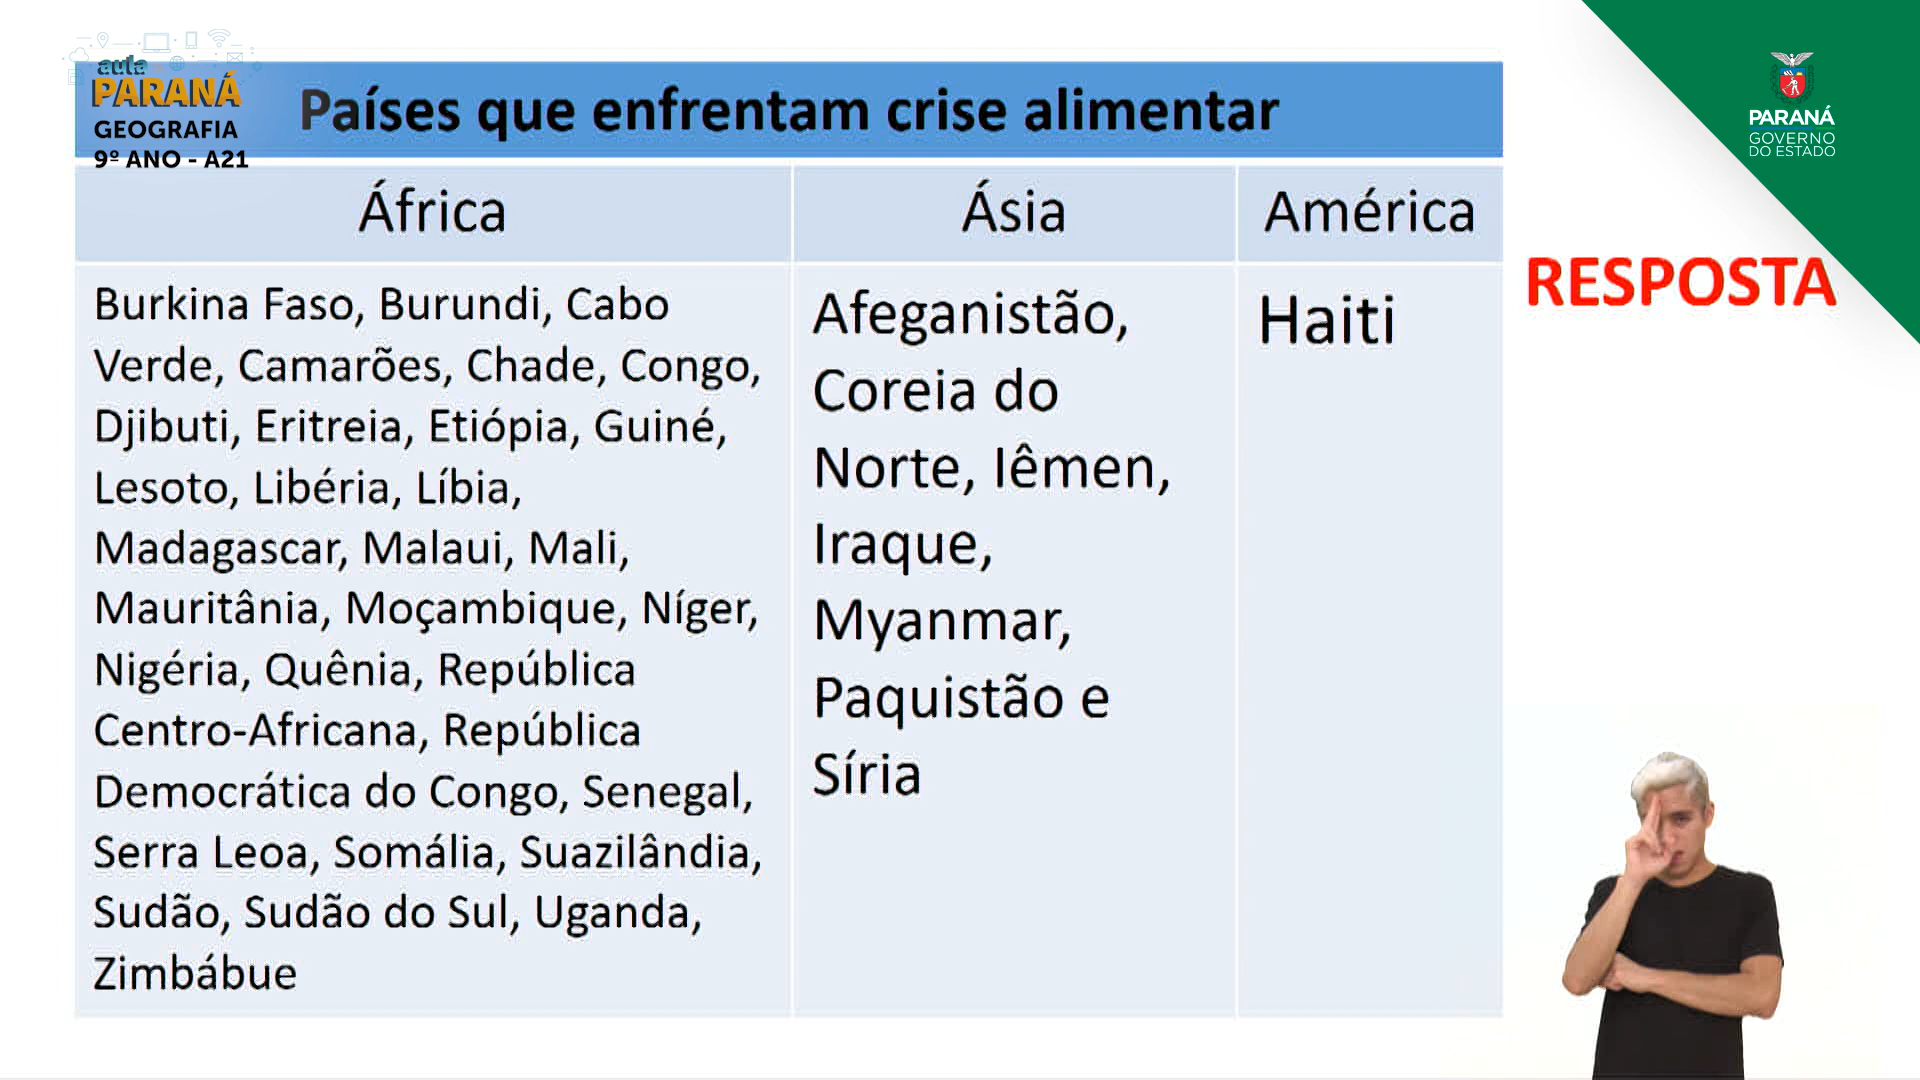 aula
PARANÁ
GEOGRAFIA
9º ANO - A21
Países que enfrentam crise alimentar
África
Ásia
América
Burkina Faso, Burundi, Cabo
Verde, Camarões, Chade, Congo,
Djibuti, Eritreia, Etiópia, Guiné,
Lesoto, Libéria, Líbia,
Madagascar, Malaui, Mali,
Mauritânia, Moçambique, Níger,
Nigéria, Quênia, República
Centro-Africana, República
Democrática do Congo, Senegal,
Serra Leoa, Somália, Suazilândia,
Sudão, Sudão do Sul, Uganda,
Zimbábue
Afeganistão,
Coreia do
Norte, Iêmen,
Iraque,
Myanmar,
Paquistão e
Síria
Haiti
RESPOSTA
PARANÁ
GOVERNO
DO ESTADO